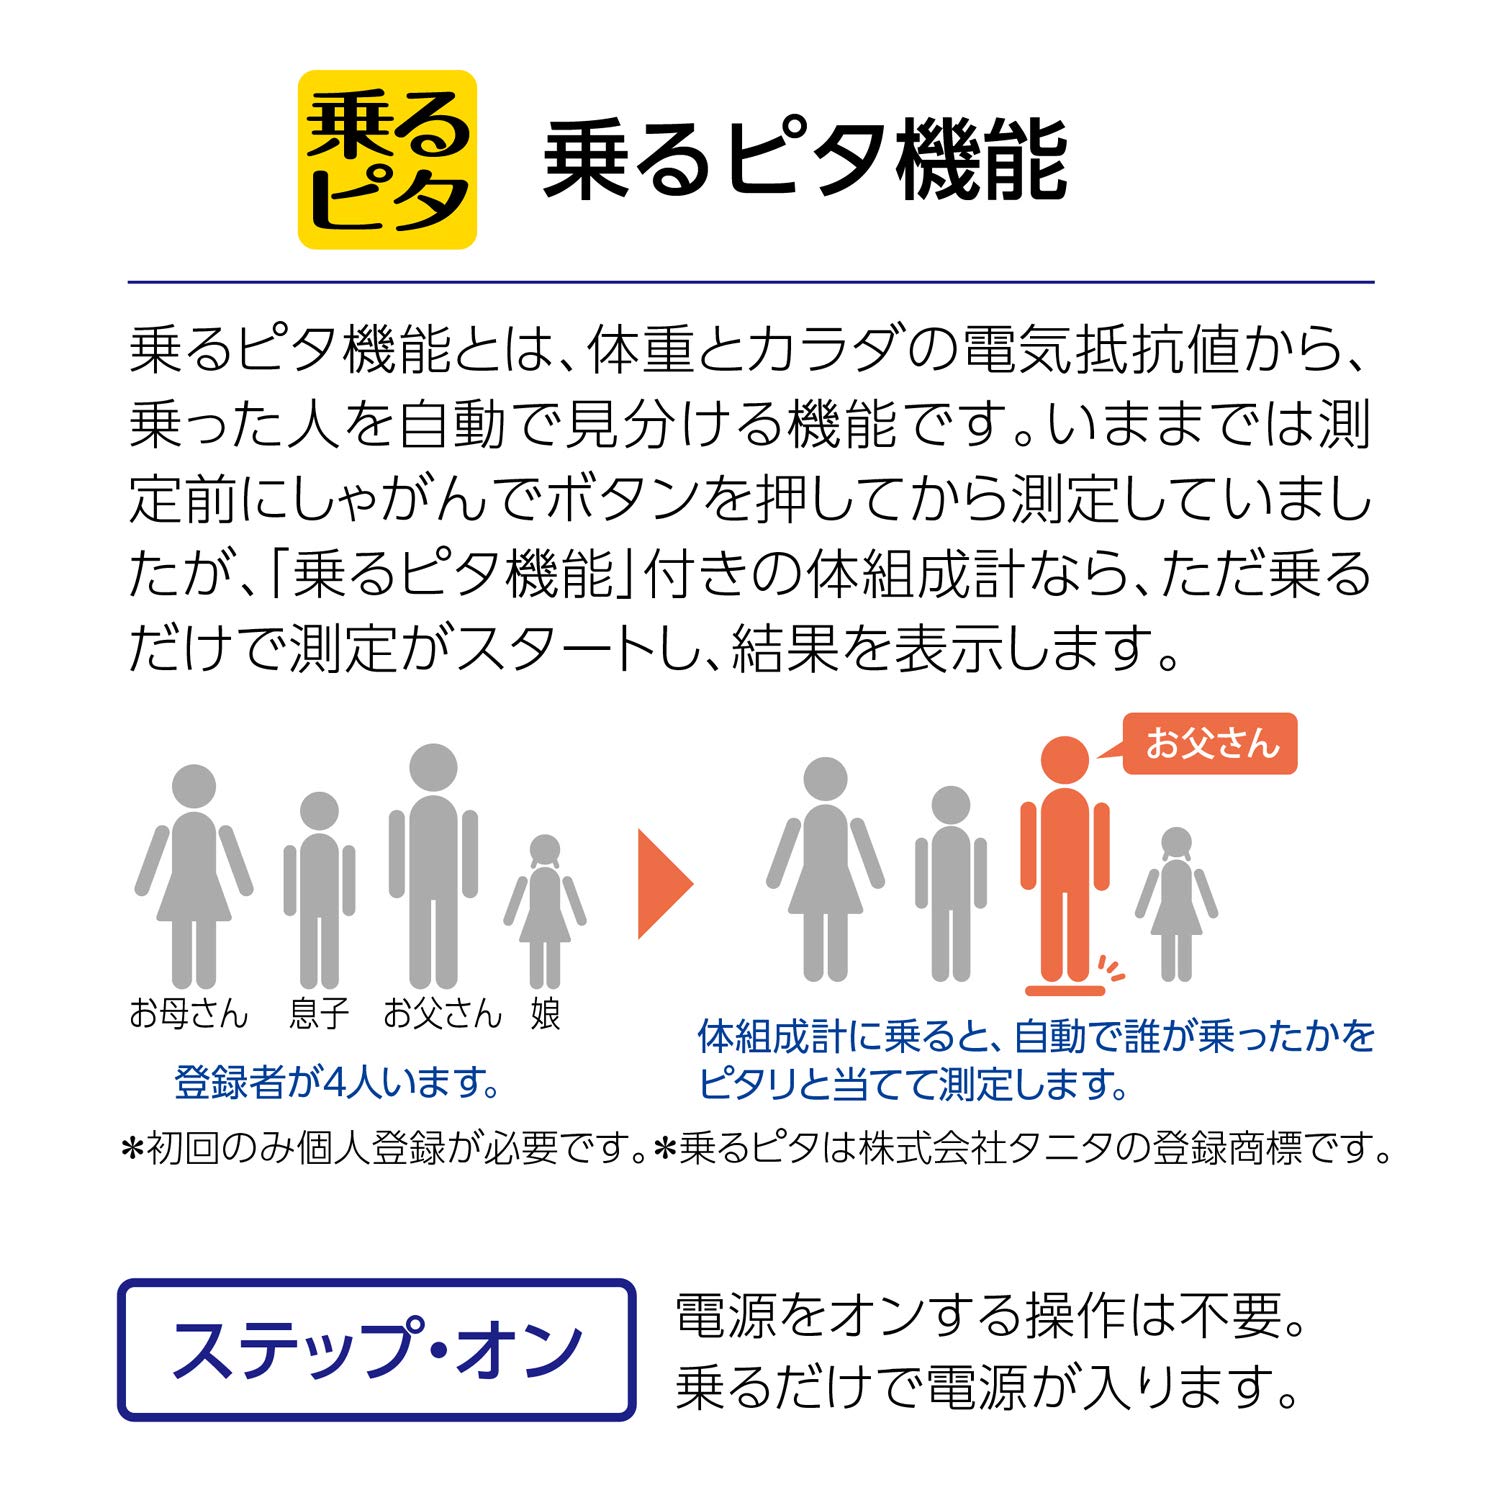 乗る
ピタ
乗るピタ機能
乗るピタ機能とは、体重とカラダの電気抵抗値から、
乗った人を自動で見分ける機能です。いままでは測
定前にしゃがんでボタンを押してから測定していまし
たが、「乗るピタ機能」付きの体組成計なら、ただ乗る
だけで測定がスタートし、結果を表示します。
お母さん 息子 お父さん 娘
登録者が4人います。
お父さん
体組成計に乗ると、自動で誰が乗ったかを
ピタリと当てて測定します。
*初回のみ個人登録が必要です。*乗るピタは株式会社タニタの登録商標です。
ステップ・オン
電源をオンする操作は不要。
乗るだけで電源が入ります。